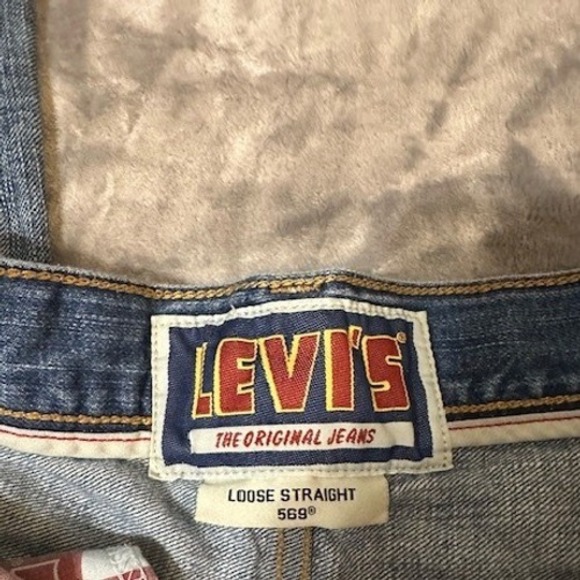 LEVI'S®
THE ORIGINAL JEANS
LOOSE STRAIGHT
569®